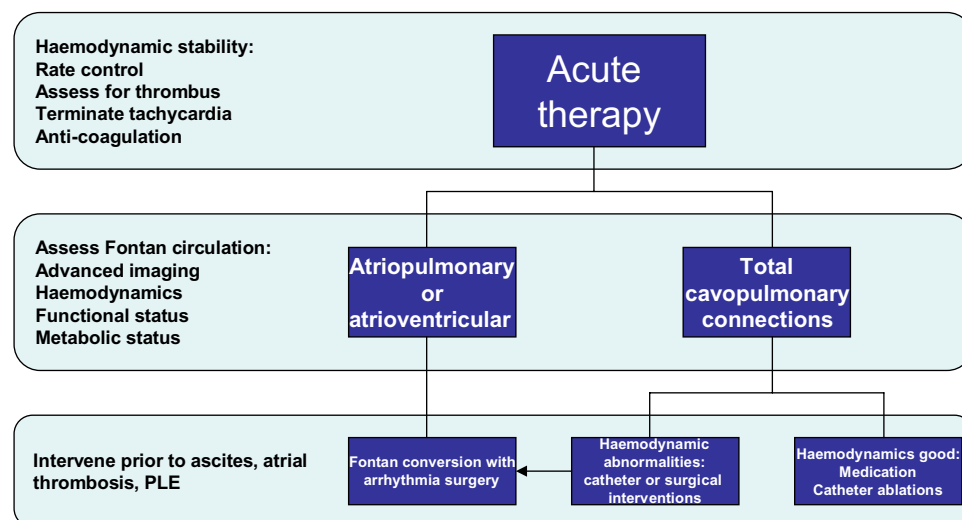 Haemodynamic stability:
Rate control
Assess for thrombus
Terminate tachycardia
Anti-coagulation
Acute
therapy
Assess Fontan circulation:
Advanced imaging
Haemodynamics
Functional status
Metabolic status
Atriopulmonary
or
atrioventricular
Total
cavopulmonary
connections
Intervene prior to ascites, atrial
thrombosis, PLE
Fontan conversion with
arrhythmia surgery
Haemodynamic
abnormalities:
catheter or surgical
interventions
Haemodynamics good:
Medication
Catheter ablations